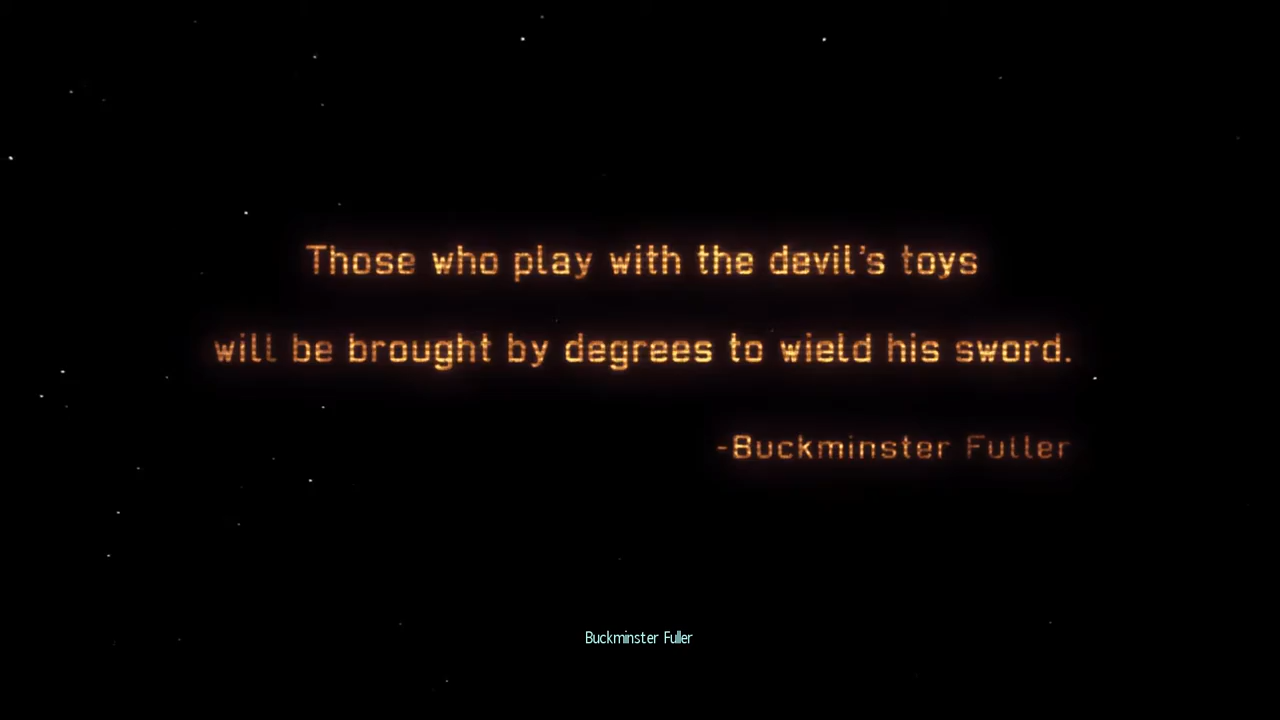 Those who play with the devil's toys
will be brought by degrees to wield his sword.
-Buckminster Fuller
Buckminster Fuller